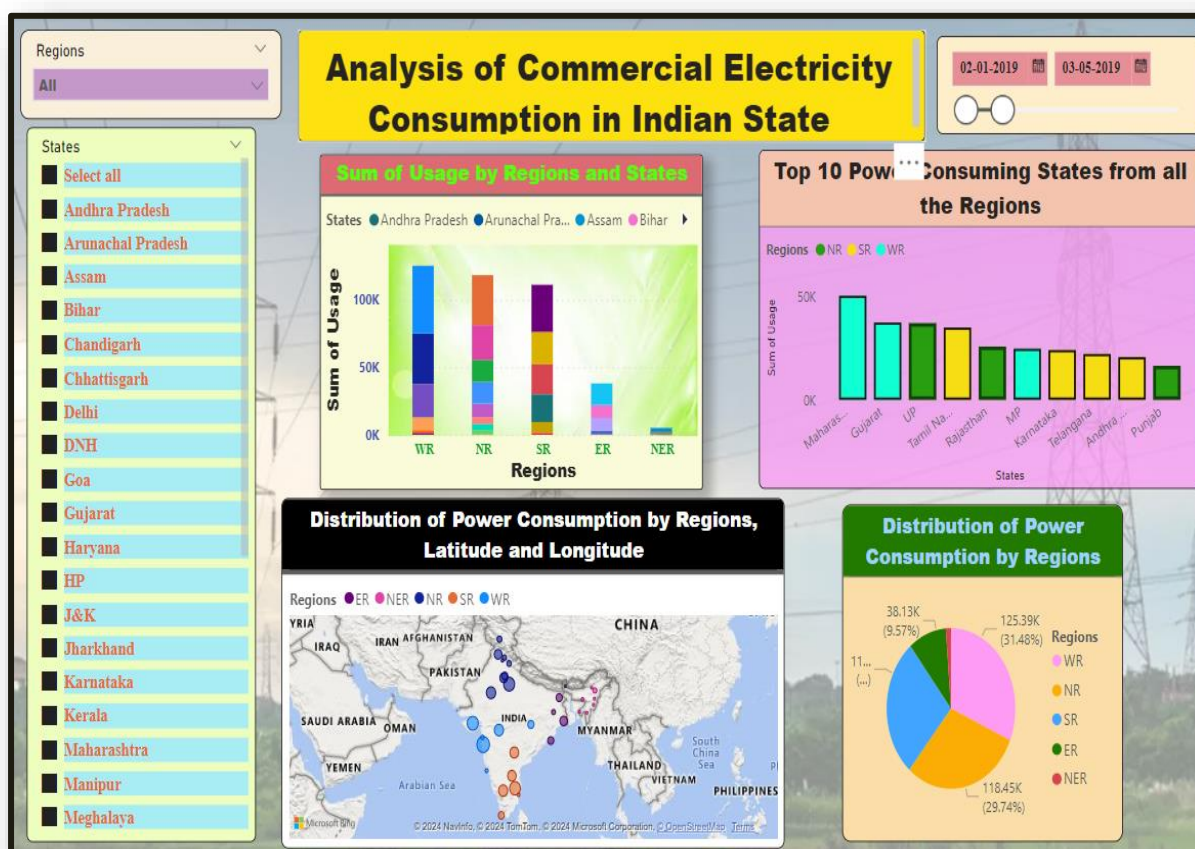 Regions
All
Analysis of Commercial Electricity
Consumption in Indian State
02-01-2019
03-05-2019
States
Select all
Andhra Pradesh
Arunachal Pradesh
Assam
Bihar
Chandigarh
Chhattisgarh
Delhi
DNH
Goa
Gujarat
Haryana
HP
J&K
Jharkhand
Karnataka
Kerala
Maharashtra
Manipur
Meghalaya
Sum of Usage by Regions and States
States Andhra Pradesh Arunachal Pra... Assam Bihar
Sum of Usage
100K
50K
0K
WR NR SR ER NER
Regions
...
Top 10 Consuming States from all
the Regions
Regions NR SR WR
Sum of Usage
50K
0K
Maharas... Gujarat UP Tamil Na... Rajasthan MP Karnataka Telangana Andhra ... Punjab
States
Distribution of Power Consumption by Regions,
Latitude and Longitude
Regions ER NER NR SR WR
CHINA
IRAQ
IRAN
AFGHANISTAN
PAKISTAN
SAUDI ARABIA
OMAN
INDIA
MYANMAR
YEMEN
Arabian Sea
THAILAND
VIETNAM
South
China
Sea
PHILIPPINES
Microsoft Bing
© 2024 NavInfo, © 2024 TomTom, © 2024 Microsoft Corporation, © OpenStreetMap Terms
Distribution of Power
Consumption by Regions
38.13K
(9.57%)
125.39K
(31.48%)
11...
(...)
118.45K
(29.74%)
Regions
WR
NR
SR
ER
NER